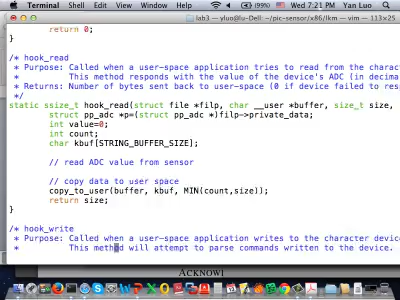 Terminal Shell Edit View Window Help (99%) Wed 7:21 PM Yan Luo
lab3 — yluo@lu-Dell: ~/pic-sensor/x86/lkm — vim — 113×25
return 0;
}
/* hook_read
* Purpose: Called when a user-space application tries to read from the charact
* This method responds with the value of the device's ADC (in decima
* Returns: Number of bytes sent back to user-space (0 if device failed to resp
*/
static ssize_t hook_read(struct file *filp, char __user *buffer, size_t size,
struct pp_adc *p=(struct pp_adc *)filp->private_data;
int value=0;
int count;
char kbuf[STRING_BUFFER_SIZE];
// read ADC value from sensor
// copy data to user space
copy_to_user(buffer, kbuf, MIN(count,size));
return size;
}
/* hook_write
* Purpose: Called when a user-space application writes to the character devic
* This method will attempt to parse commands written to the device.
ACKNOWL